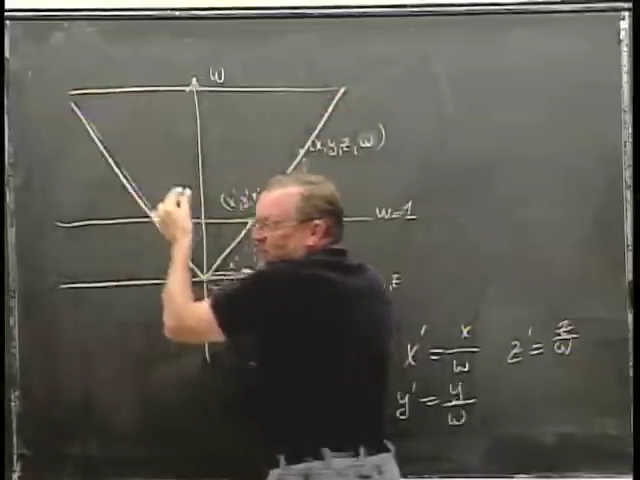 W
(x,y,z,w)
(x',y',z'
w=1
,z
x' = x/w z' = z/w
y' = y/w